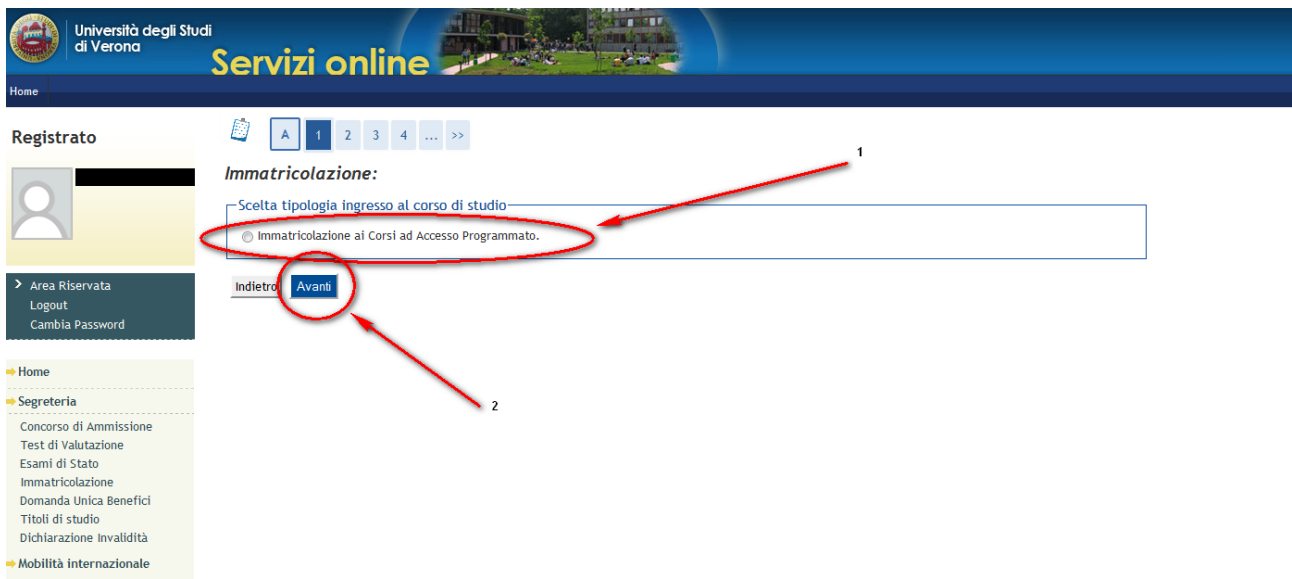 Università degli Studi
di Verona
Servizi online
Home
Registrato
A 1 2 3 4 ... >>
1
Immatricolazione:
Scelta tipologia ingresso al corso di studio
Immatricolazione ai Corsi ad Accesso Programmato.
Indietro Avanti
2
Area Riservata
Logout
Cambia Password
Home
Segreteria
Concorso di Ammissione
Test di Valutazione
Esami di Stato
Immatricolazione
Domanda Unica Benefici
Titoli di studio
Dichiarazione Invalidità
Mobilità internazionale